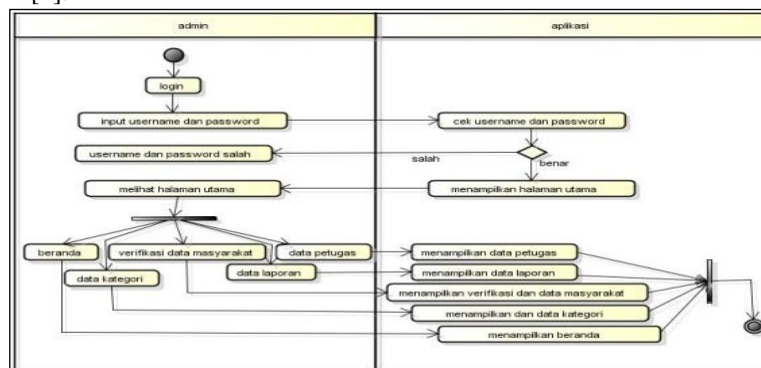 admin
aplikasi
login
input username dan password
cek username dan password
username dan password salah
salah
benar
melihat halaman utama
menampilkan halaman utama
beranda
verifikasi data masyarakat
data petugas
menampilkan data petugas
data kategori
data laporan
menampilkan data laporan
menampilkan verifikasi dan data masyarakat
menampilkan dan data kategori
menampilkan beranda